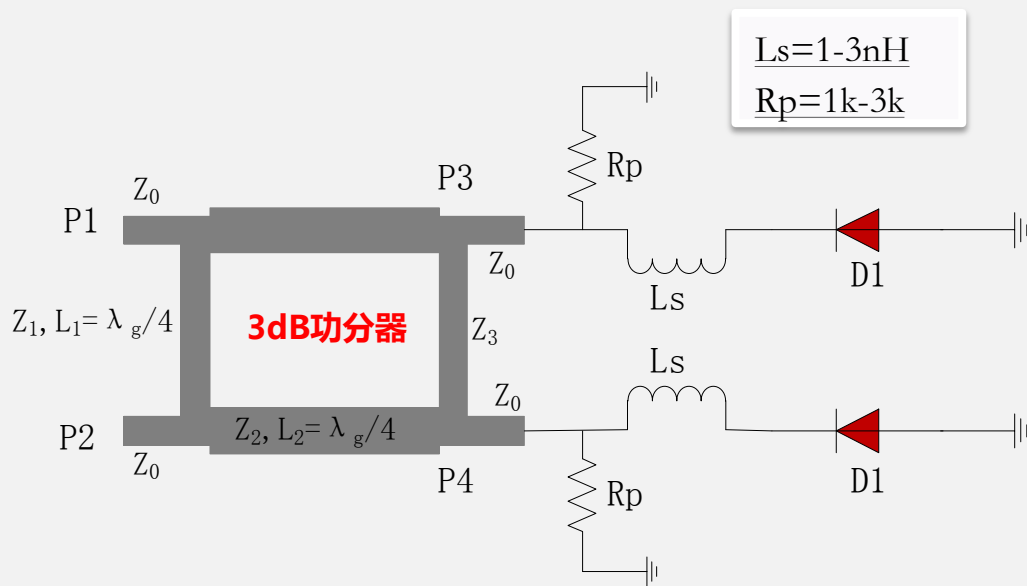 Ls=1-3nH
Rp=1k-3k
Rp
P3
Z₀
P1
Z₀
D1
Ls
Z₁, L₁= λ g/4
3dB功分器
Z₃
Ls
Z₀
P2
Z₂, L₂= λ g/4
Z₀
P4
Rp
D1